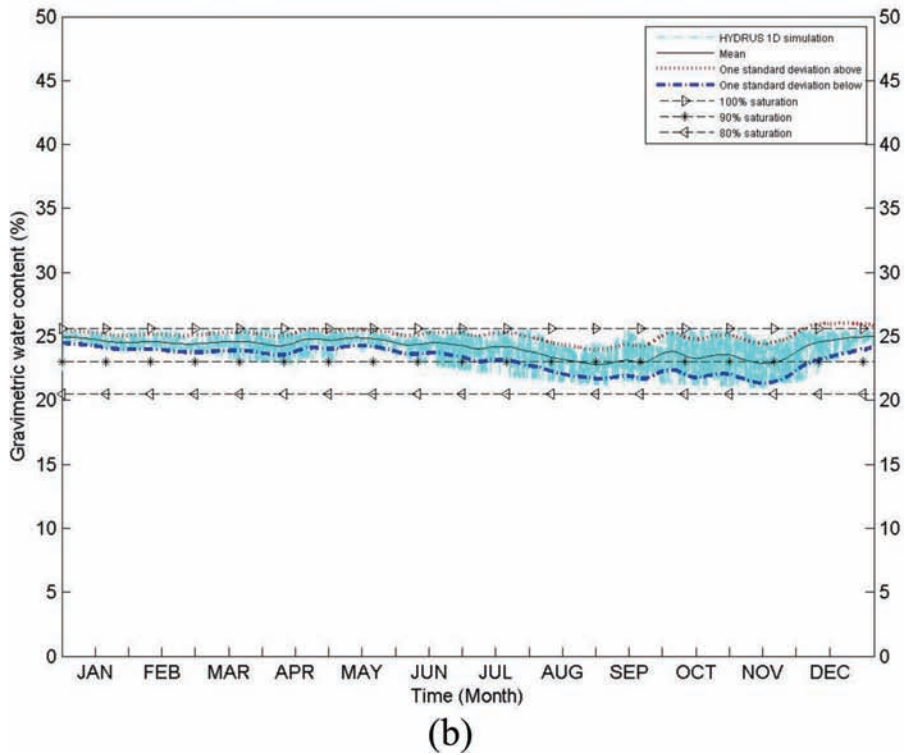 50
45
40
35
30
25
20
15
10
5
0
Gravimetric water content (%)
HYDRUS 1D simulation
Mean
One standard deviation above
One standard deviation below
100% saturation
90% saturation
80% saturation
50
45
40
35
30
25
20
15
10
5
0
JAN FEB MAR APR MAY JUN JUL AUG SEP OCT NOV DEC
Time (Month)
(b)